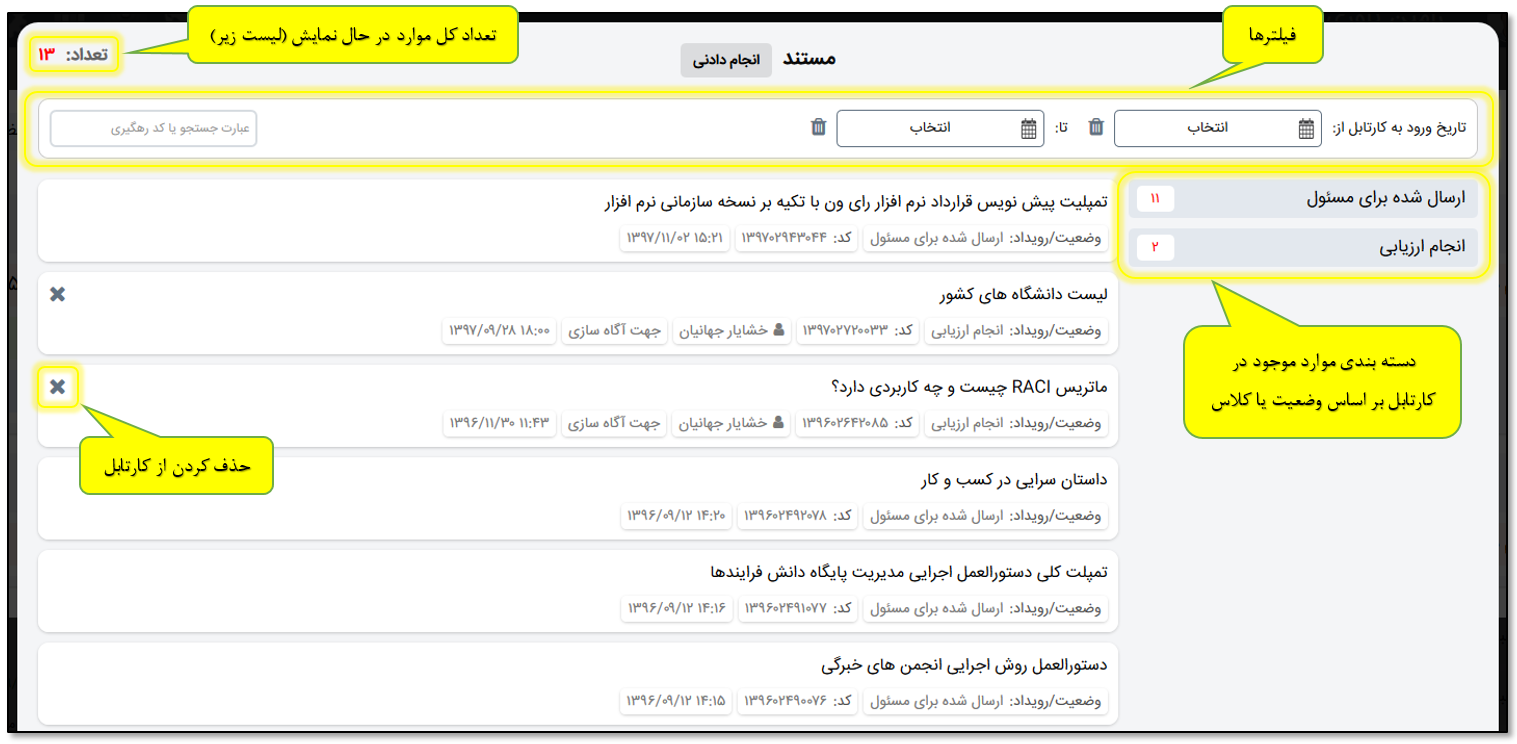 فیلترها
تعداد کل موارد در حال نمایش (لیست زیر)
مستند انجام دادنی
تعداد: ۱۳
تاریخ ورود به کارتابل از: انتخاب تا: انتخاب
عبارت جستجو یا کد رهگیری
ارسال شده برای مسئول ۱۱
انجام ارزیابی ۲
دسته بندی موارد موجود در
کارتابل بر اساس وضعیت یا کلاس
تمپلیت پیش نویس قرارداد نرم افزار رای ون با تکیه بر نسخه سازمانی نرم افزار
وضعیت/رویداد: ارسال شده برای مسئول کد: ۱۳۹۷۰۲۹۴۳۰۴۴ ۱۳۹۷/۱۱/۰۲ ۱۵:۲۱
لیست دانشگاه های کشور
وضعیت/رویداد: انجام ارزیابی کد: ۱۳۹۷۰۲۷۲۰۰۳۳ خشایار جهانیان جهت آگاه سازی ۱۳۹۷/۰۹/۲۸ ۱۸:۰۰
ماتریس RACI چیست و چه کاربردی دارد؟
وضعیت/رویداد: انجام ارزیابی کد: ۱۳۹۶۰۲۶۴۲۰۸۵ خشایار جهانیان جهت آگاه سازی ۱۳۹۶/۱۱/۳۰ ۱۱:۴۳
حذف کردن از کارتابل
داستان سرایی در کسب و کار
وضعیت/رویداد: ارسال شده برای مسئول کد: ۱۳۹۶۰۲۴۹۲۰۷۸ ۱۳۹۶/۰۹/۱۲ ۱۴:۲۰
تمپلت کلی دستورالعمل اجرایی مدیریت پایگاه دانش فرایندها
وضعیت/رویداد: ارسال شده برای مسئول کد: ۱۳۹۶۰۲۴۹۱۰۷۷ ۱۳۹۶/۰۹/۱۲ ۱۴:۱۶
دستورالعمل روش اجرایی انجمن های خبرگی
وضعیت/رویداد: ارسال شده برای مسئول کد: ۱۳۹۶۰۲۴۹۰۰۷۶ ۱۳۹۶/۰۹/۱۲ ۱۴:۱۵